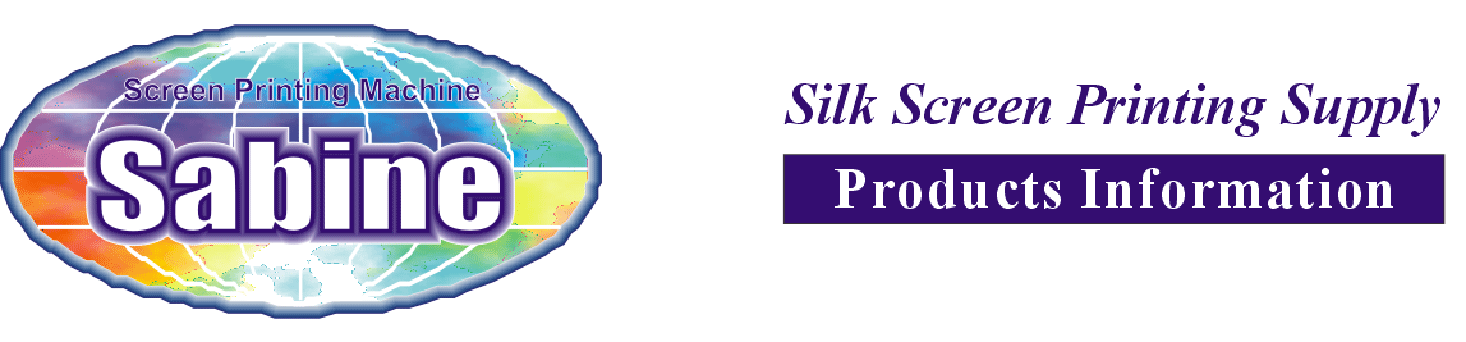 Screen Printing Machine
Sabine
Silk Screen Printing Supply
Products Information